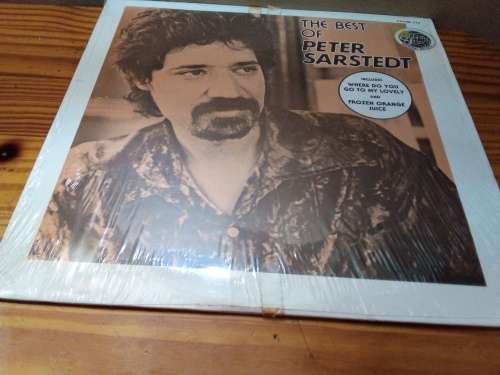 THE BEST
OF
PETER
SARSTEDT
INCLUDES
WHERE DO YOU
GO TO MY LOVELY
AND
FROZEN ORANGE
JUICE